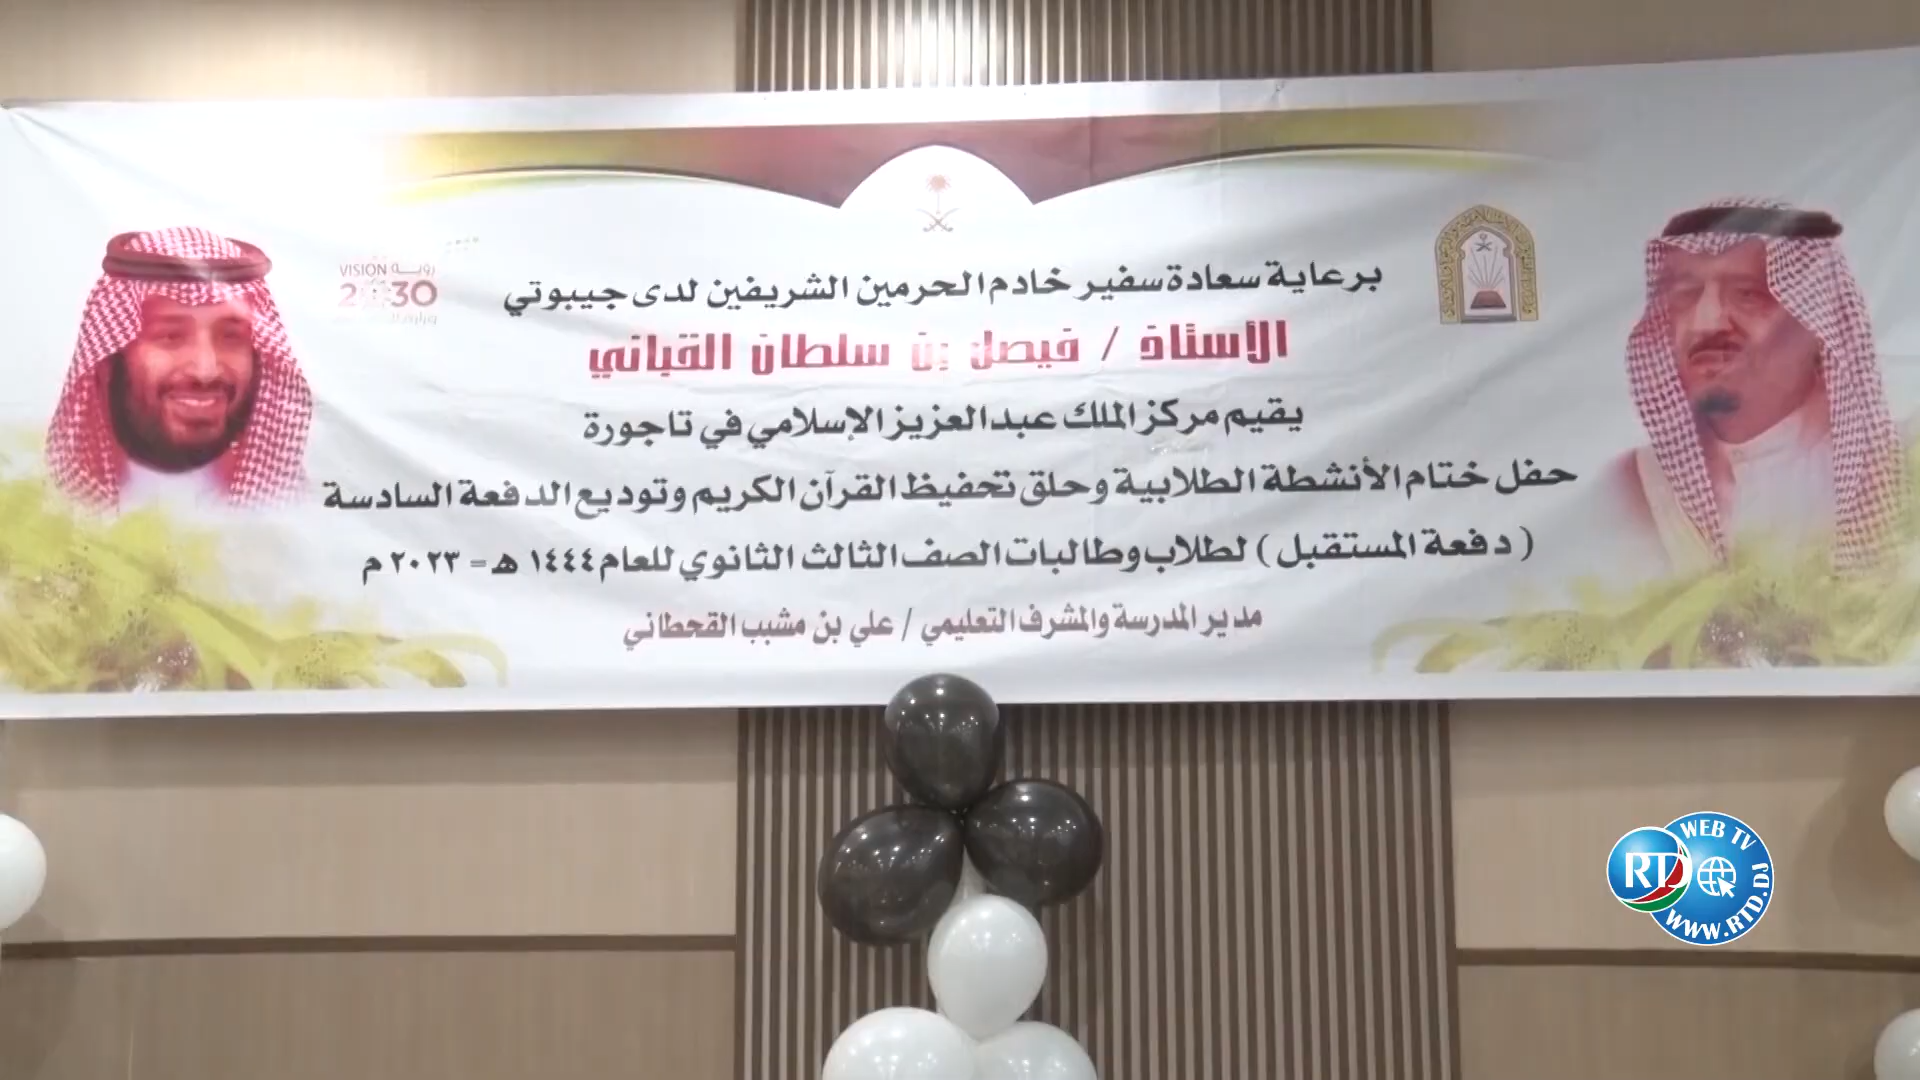 برعاية سعادة سفير خادم الحرمين الشريفين لدى جيبوتي
الأستاذ / فيصل بن سلطان القباني
يقيم مركز الملك عبدالعزيز الإسلامي في تاجورة
حفل ختام الأنشطة الطلابية وحلق تحفيظ القرآن الكريم وتوديع الدفعة السادسة
( دفعة المستقبل ) لطلاب وطالبات الصف الثالث الثانوي للعام ١٤٤٤ هـ = ٢٠٢٣ م
مدير المدرسة والمشرف التعليمي / علي بن مشبب القحطاني
VISION رؤيــة
2030
RTD
WEB TV
WWW.RTD.DJ